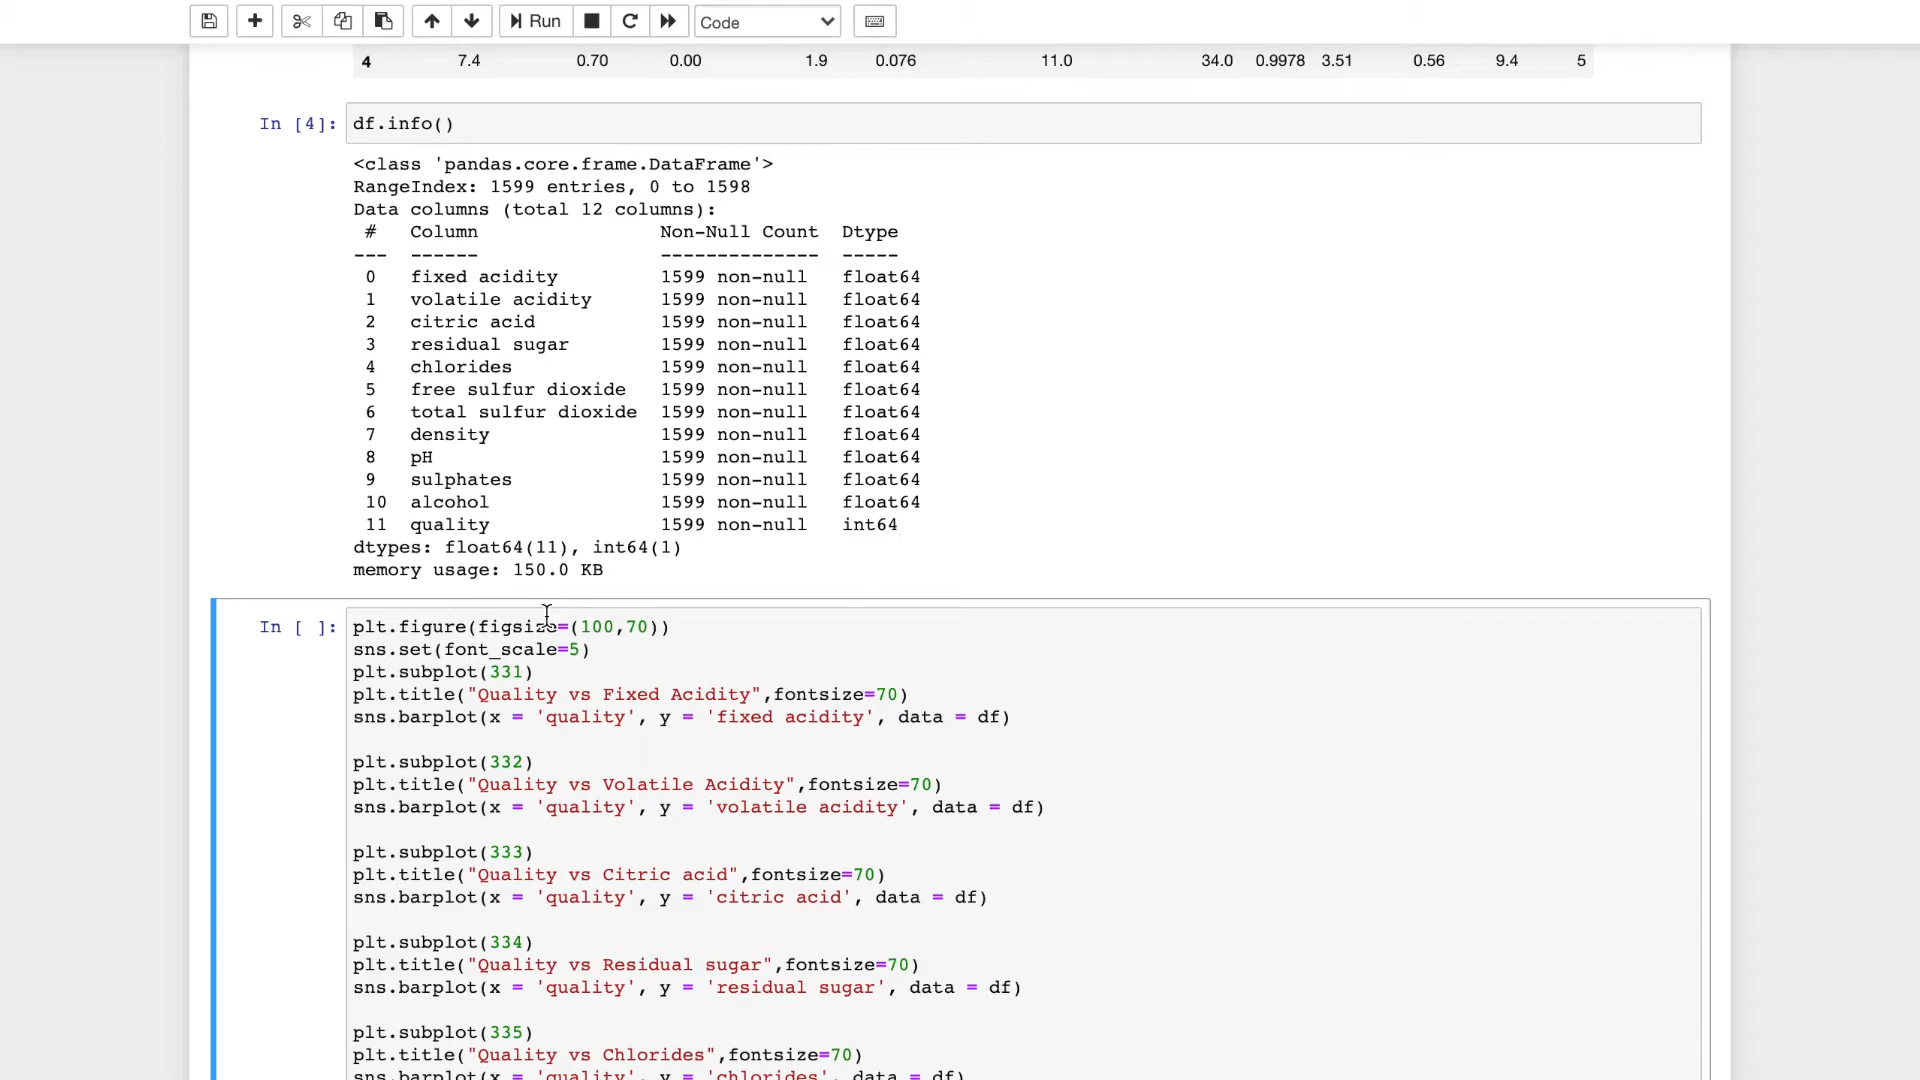 Run Code
4 7.4 0.70 0.00 1.9 0.076 11.0 34.0 0.9978 3.51 0.56 9.4 5
In [4]: df.info()
<class 'pandas.core.frame.DataFrame'>
RangeIndex: 1599 entries, 0 to 1598
Data columns (total 12 columns):
# Column Non-Null Count Dtype
--- ------ -------------- -----
0 fixed acidity 1599 non-null float64
1 volatile acidity 1599 non-null float64
2 citric acid 1599 non-null float64
3 residual sugar 1599 non-null float64
4 chlorides 1599 non-null float64
5 free sulfur dioxide 1599 non-null float64
6 total sulfur dioxide 1599 non-null float64
7 density 1599 non-null float64
8 pH 1599 non-null float64
9 sulphates 1599 non-null float64
10 alcohol 1599 non-null float64
11 quality 1599 non-null int64
dtypes: float64(11), int64(1)
memory usage: 150.0 KB
In [ ]: plt.figure(figsize=(100,70))
sns.set(font_scale=5)
plt.subplot(331)
plt.title("Quality vs Fixed Acidity",fontsize=70)
sns.barplot(x = 'quality', y = 'fixed acidity', data = df)
plt.subplot(332)
plt.title("Quality vs Volatile Acidity",fontsize=70)
sns.barplot(x = 'quality', y = 'volatile acidity', data = df)
plt.subplot(333)
plt.title("Quality vs Citric acid",fontsize=70)
sns.barplot(x = 'quality', y = 'citric acid', data = df)
plt.subplot(334)
plt.title("Quality vs Residual sugar",fontsize=70)
sns.barplot(x = 'quality', y = 'residual sugar', data = df)
plt.subplot(335)
plt.title("Quality vs Chlorides",fontsize=70)
sns.barplot(x = 'quality', y = 'chlorides', data = df)